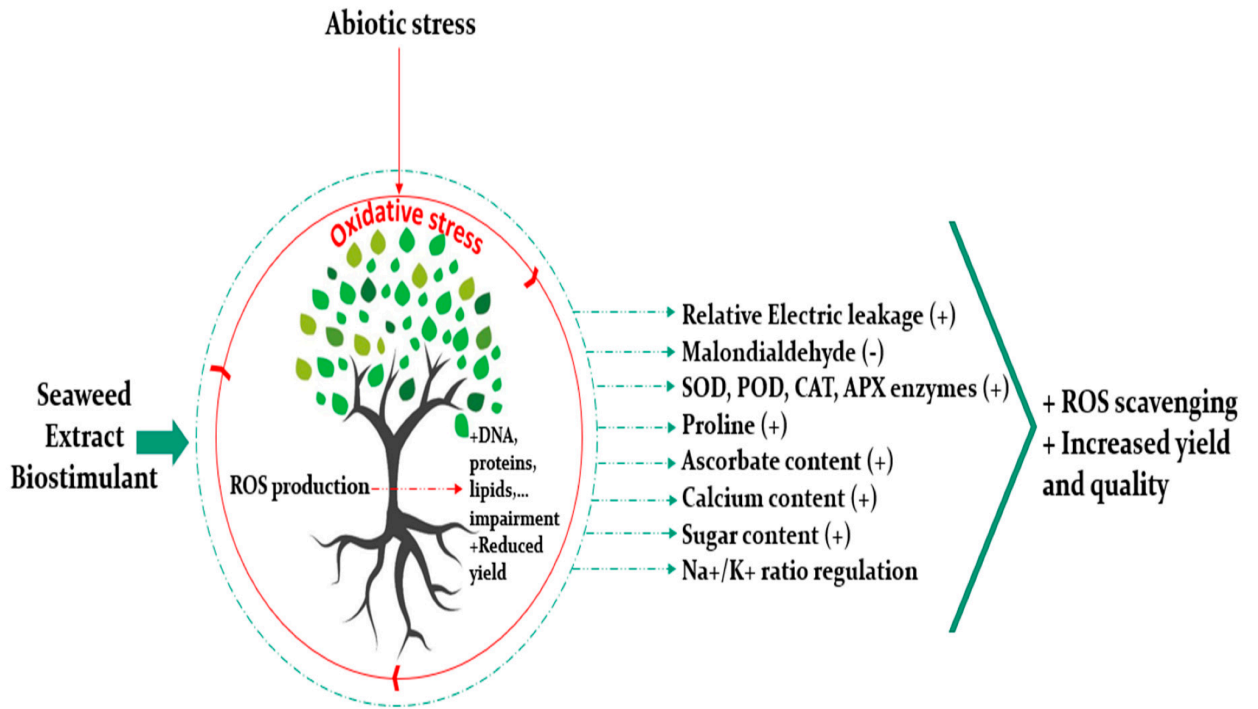 Abiotic stress
Oxidative stress
Seaweed
Extract
Biostimulant
ROS production
+DNA,
proteins,
lipids,...
impairment
+Reduced
yield
Relative Electric leakage (+)
Malondialdehyde (-)
SOD, POD, CAT, APX enzymes (+)
Proline (+)
Ascorbate content (+)
Calcium content (+)
Sugar content (+)
Na+/K+ ratio regulation
+ ROS scavenging
+ Increased yield
and quality